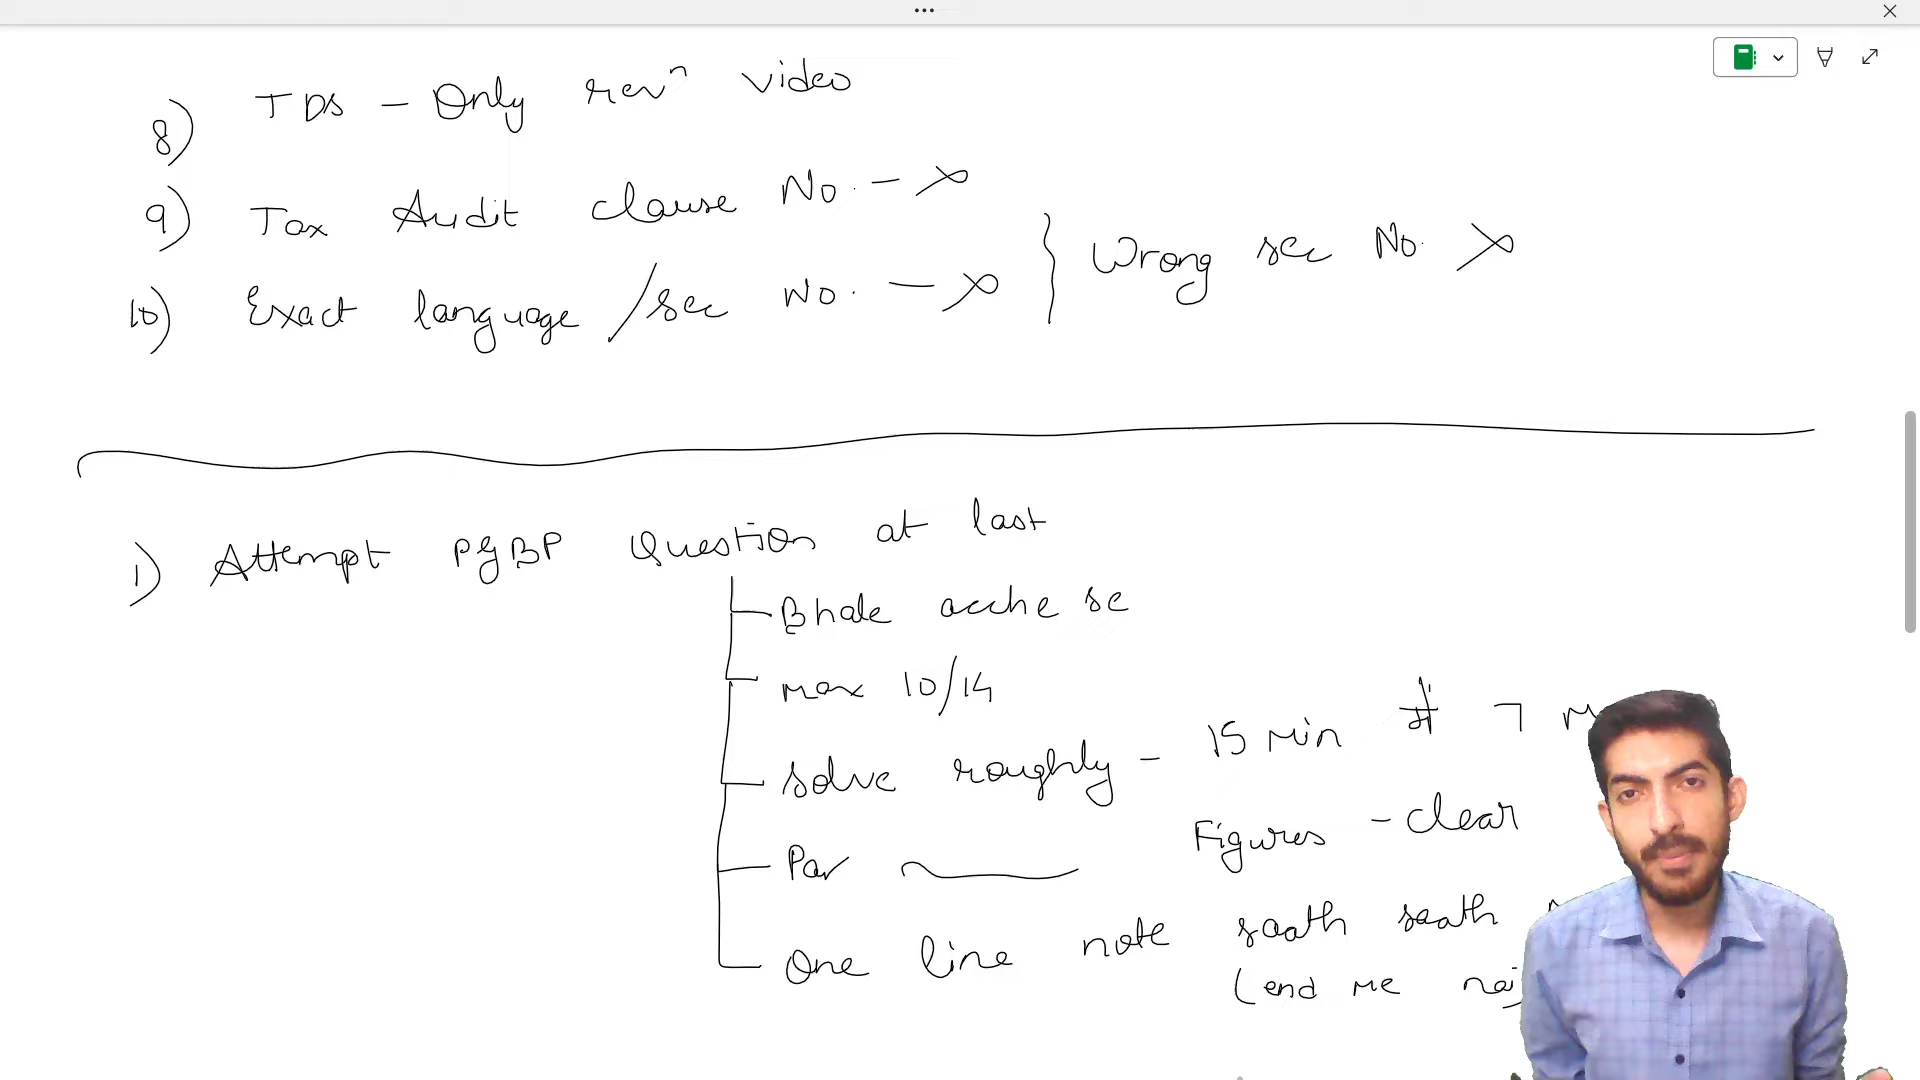 8) TDS - Only revⁿ video
9) Tax Audit clause No. - ✗
10) Exact language / sec No. - ✗ } Wrong sec No. ✗
1) Attempt PGBP Question at last
Bhale acche se
max 10/14
solve roughly - 15 min # 7
Par Figures - clear
One line note saath saath
(end me nai